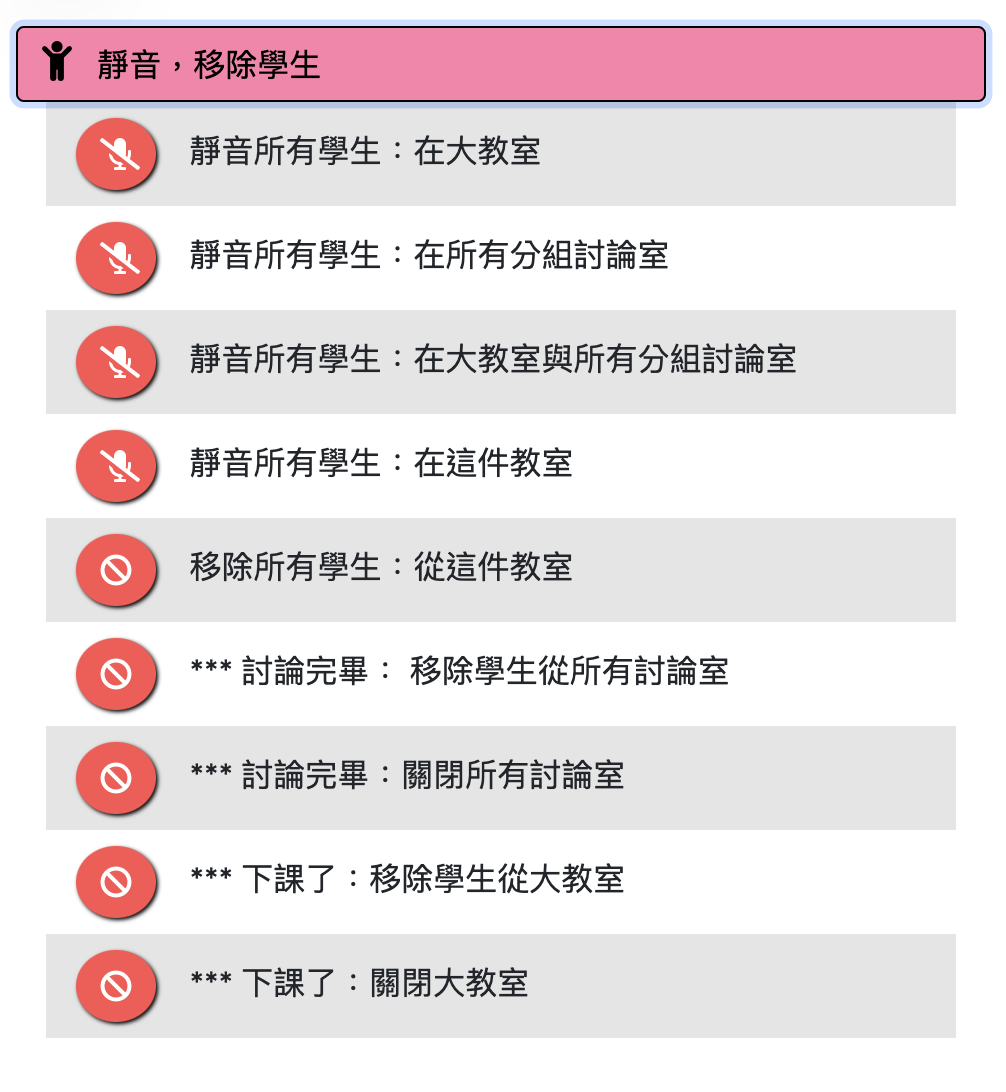 靜音，移除學生
靜音所有學生：在大教室
靜音所有學生：在所有分組討論室
靜音所有學生：在大教室與所有分組討論室
靜音所有學生：在這件教室
移除所有學生：從這件教室
*** 討論完畢： 移除學生從所有討論室
*** 討論完畢：關閉所有討論室
*** 下課了：移除學生從大教室
*** 下課了：關閉大教室